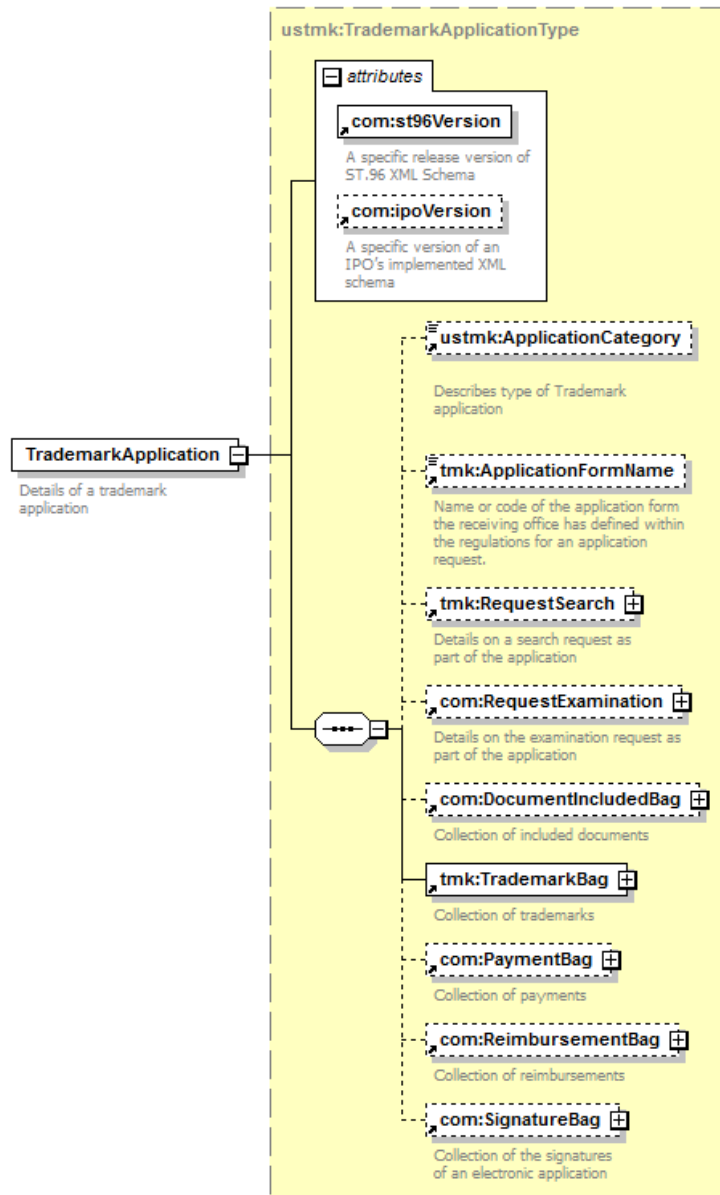 ustmk:TrademarkApplicationType
attributes
com:st96Version
A specific release version of
ST.96 XML Schema
com:ipoVersion
A specific version of an
IPO's implemented XML
schema
ustmk:ApplicationCategory
Describes type of Trademark
application
TrademarkApplication
Details of a trademark
application
tmk:ApplicationFormName
Name or code of the application form
the receiving office has defined within
the regulations for an application
request.
tmk:RequestSearch
Details on a search request as
part of the application
com:RequestExamination
Details on the examination request as
part of the application
com:DocumentIncludedBag
Collection of included documents
tmk:TrademarkBag
Collection of trademarks
com:PaymentBag
Collection of payments
com:ReimbursementBag
Collection of reimbursements
com:SignatureBag
Collection of the signatures
of an electronic application